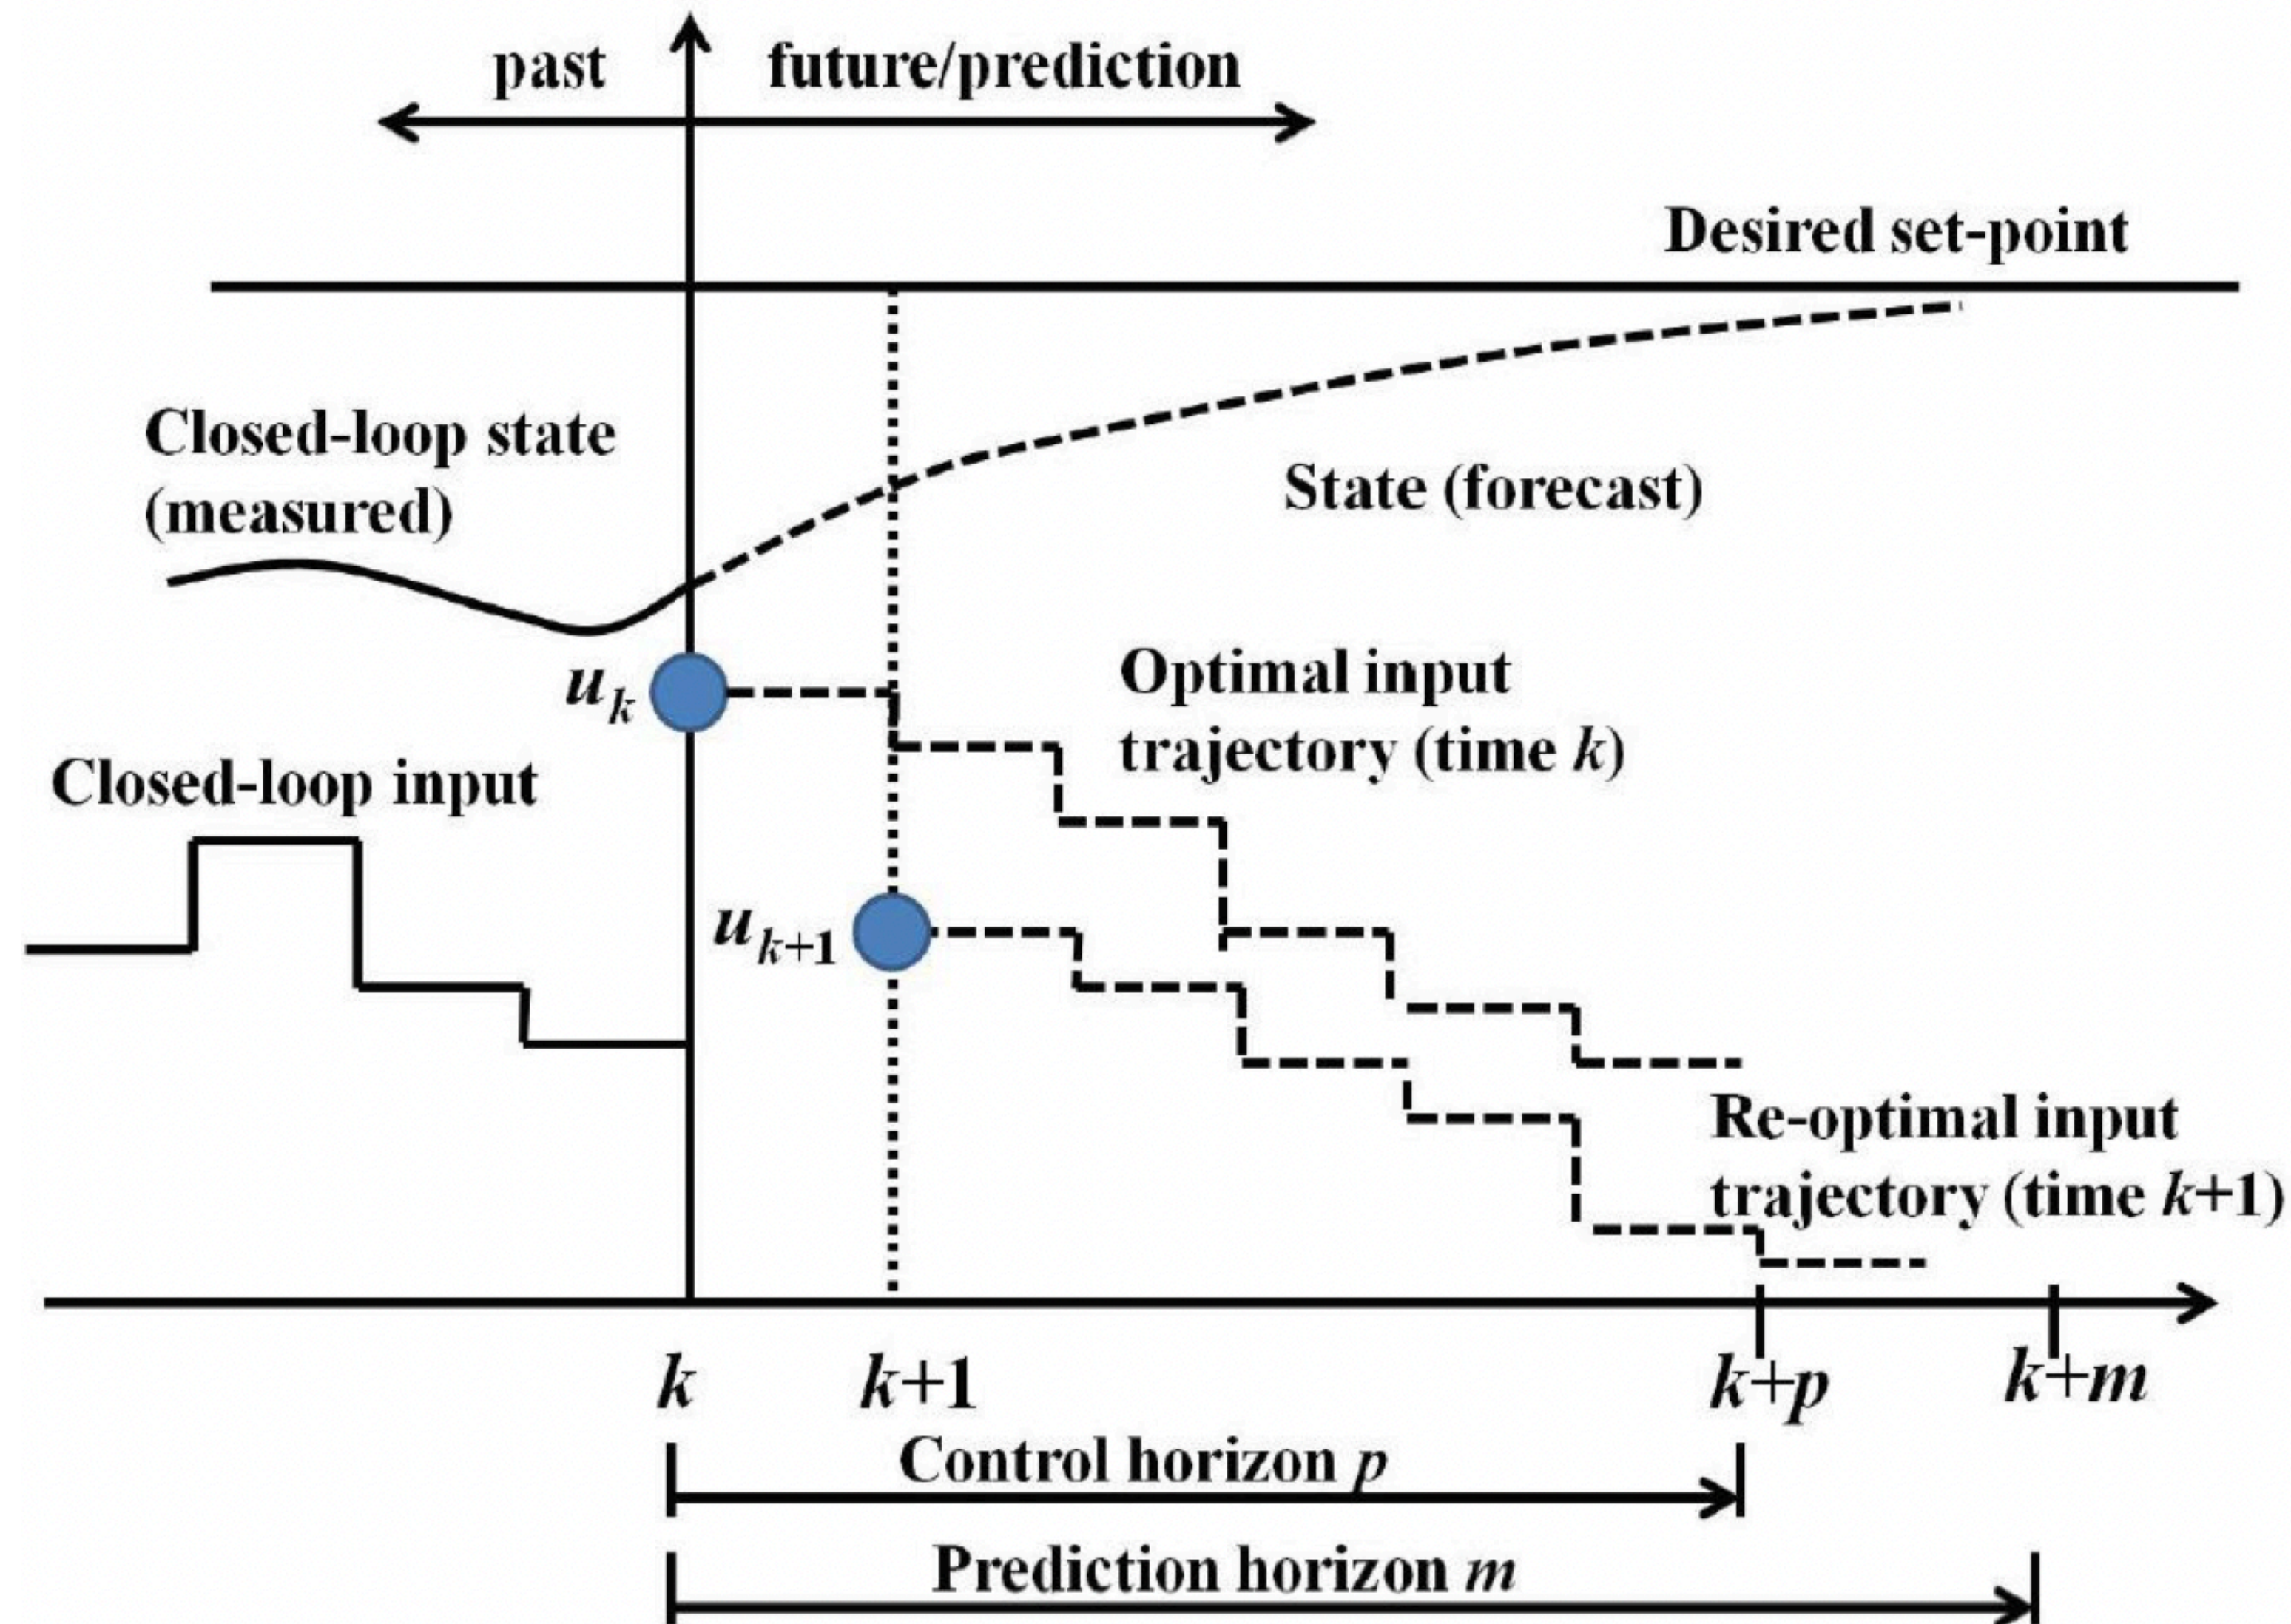 past
future/prediction
Desired set-point
Closed-loop state
(measured)
State (forecast)
Optimal input
trajectory (time k)
u_k
Closed-loop input
u_{k+1}
Re-optimal input
trajectory (time k+1)
k
k+1
k+p
k+m
Control horizon p
Prediction horizon m